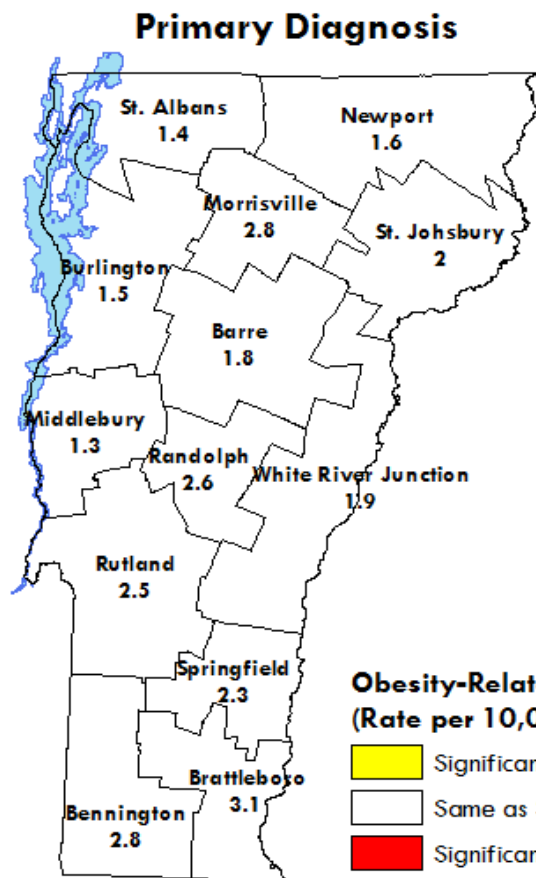 Primary Diagnosis
St. Albans
1.4
Newport
1.6
Morrisville
2.8
St. Johsbury
2
Burlington
1.5
Barre
1.8
Middlebury
1.3
Randolph
2.6
White River Junction
1.9
Rutland
2.5
Springfield
2.3
Brattleboro
3.1
Bennington
2.8
Obesity-Relat
(Rate per 10,0
Significan
Same as
Significan